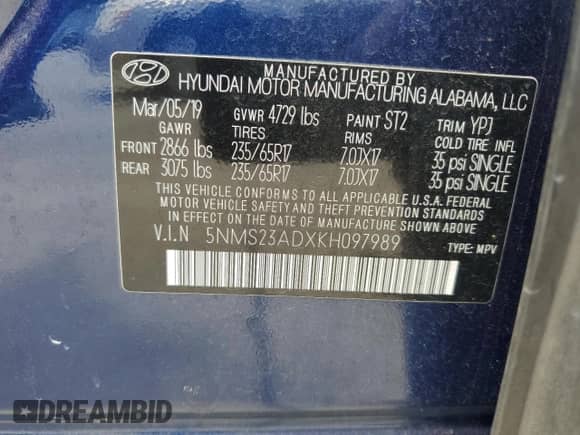 MANUFACTURED BY
HYUNDAI MOTOR MANUFACTURING ALABAMA, LLC
Mar/05/19 GVWR 4729 lbs PAINT ST2 TRIM YPJ
GAWR TIRES RIMS COLD TIRE INFL
FRONT 2866 lbs 235/65R17 7.0JX17 35 psi SINGLE
REAR 3075 lbs 235/65R17 7.0JX17 35 psi SINGLE
THIS VEHICLE CONFORMS TO ALL APPLICABLE U.S.A. FEDERAL
MOTOR VEHICLE SAFETY AND THEFT PREVENTION STANDARDS
IN EFFECT ON THE DATE OF MANUFACTURE SHOWN ABOVE.
V.I.N 5NMS23ADXKH097989
TYPE: MPV
DREAMBID